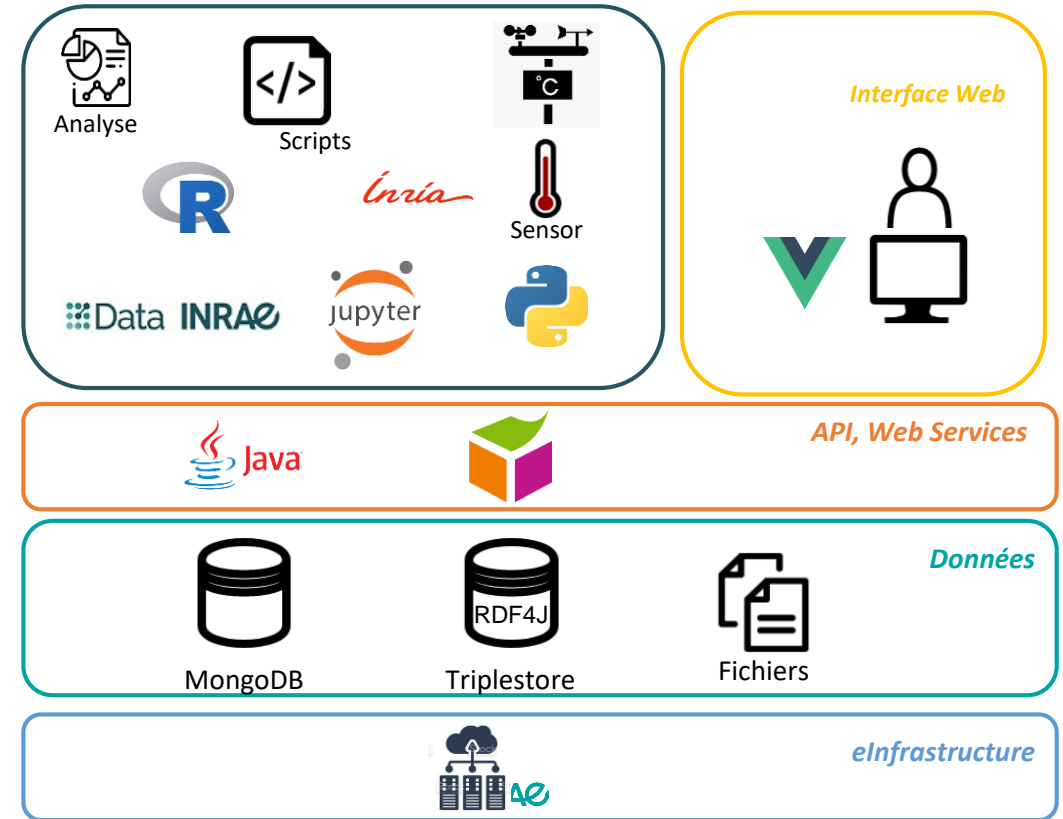 Analyse
</>
Scripts
°C
Interface Web
R
Inria
Sensor
Data INRAE
jupyter
API, Web Services
Java
Données
RDF4J
MongoDB
Triplestore
Fichiers
eInfrastructure